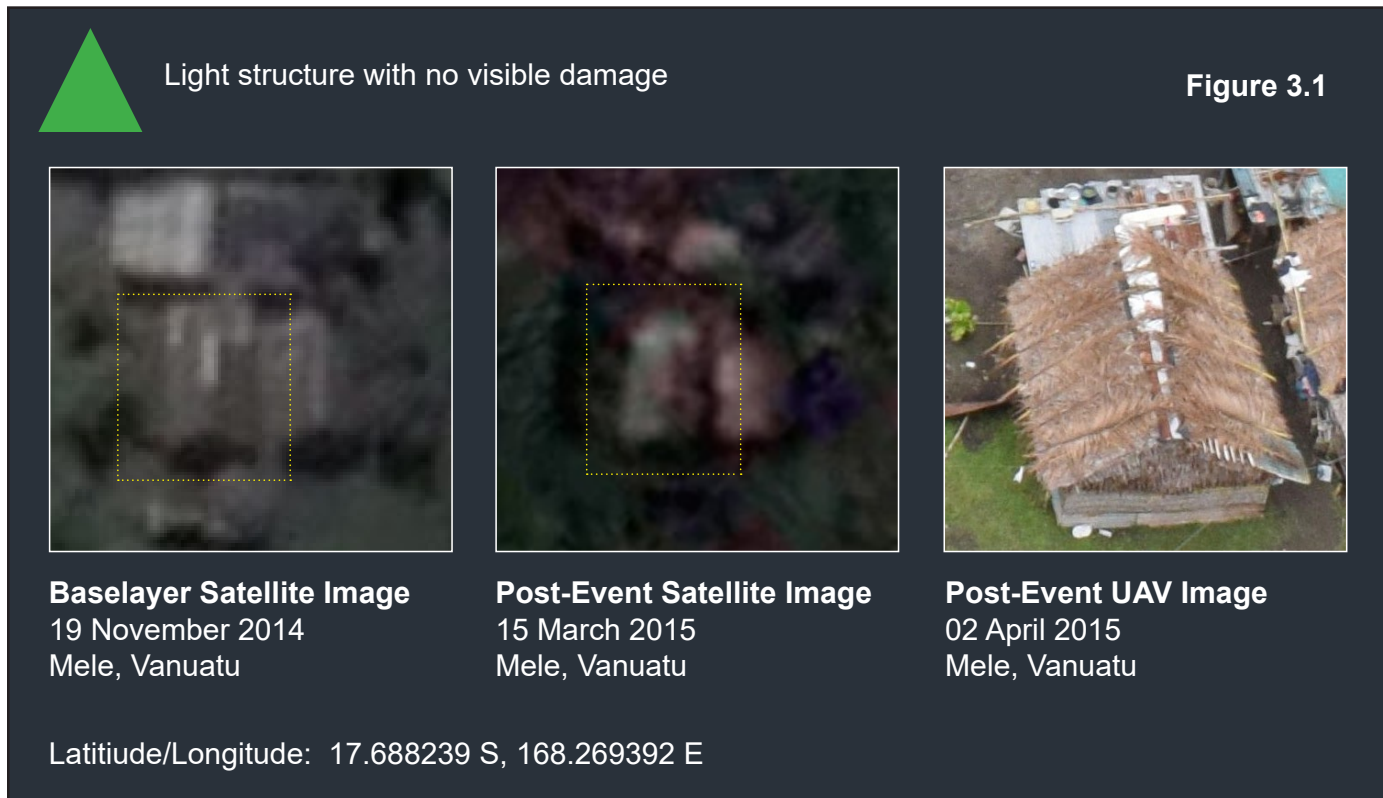 Light structure with no visible damage
Figure 3.1
Baselayer Satellite Image
19 November 2014
Mele, Vanuatu
Post-Event Satellite Image
15 March 2015
Mele, Vanuatu
Post-Event UAV Image
02 April 2015
Mele, Vanuatu
Latitiude/Longitude:  17.688239 S, 168.269392 E